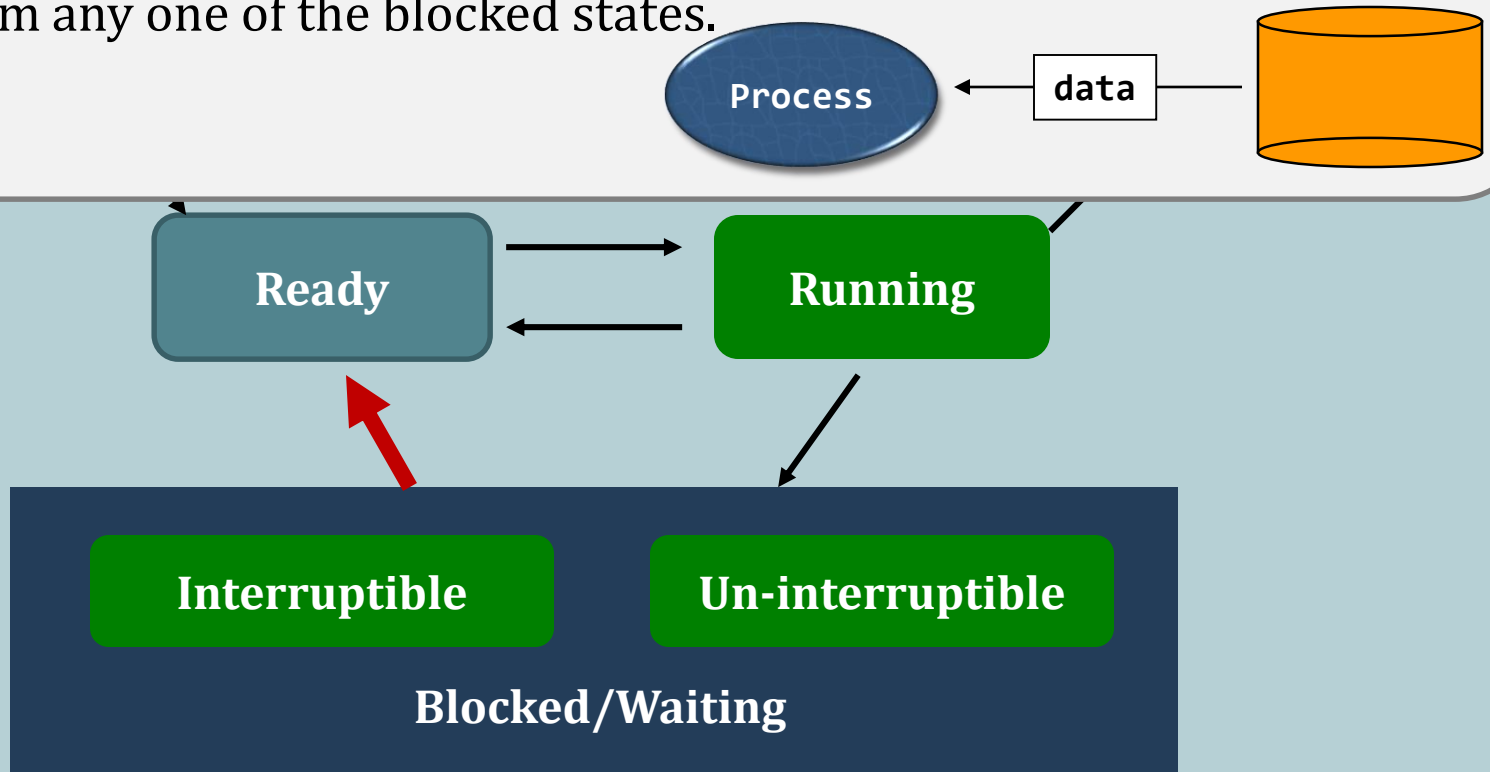 any one of the blocked states.
Process
data
Ready
Running
Interruptible
Un-interruptible
Blocked/Waiting